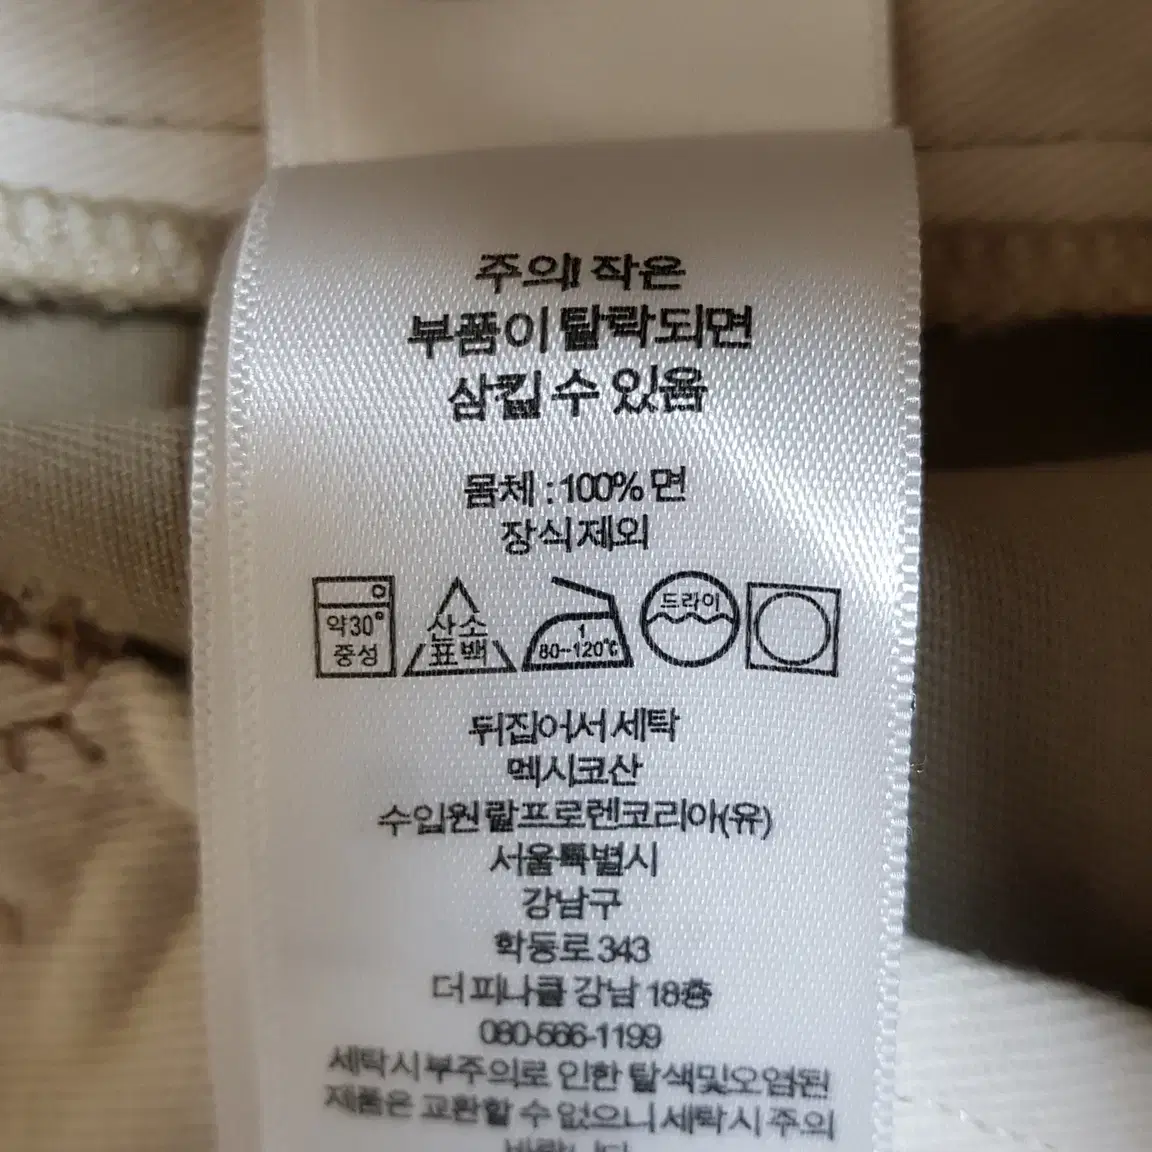 주의! 작은
부품이 탈락되면
삼킬 수 있음
몸체 : 100% 면
장식제외
약30°
중성
산소
표백
1
80~120℃
드라이
뒤집어서 세탁
멕시코산
수입원 랄프로렌코리아(유)
서울특별시
강남구
학동로 343
더 피나클 강남 18층
080-566-1199
세탁시 부주의로 인한 탈색및오염된
제품은 교환할 수 없으니 세탁시 주의